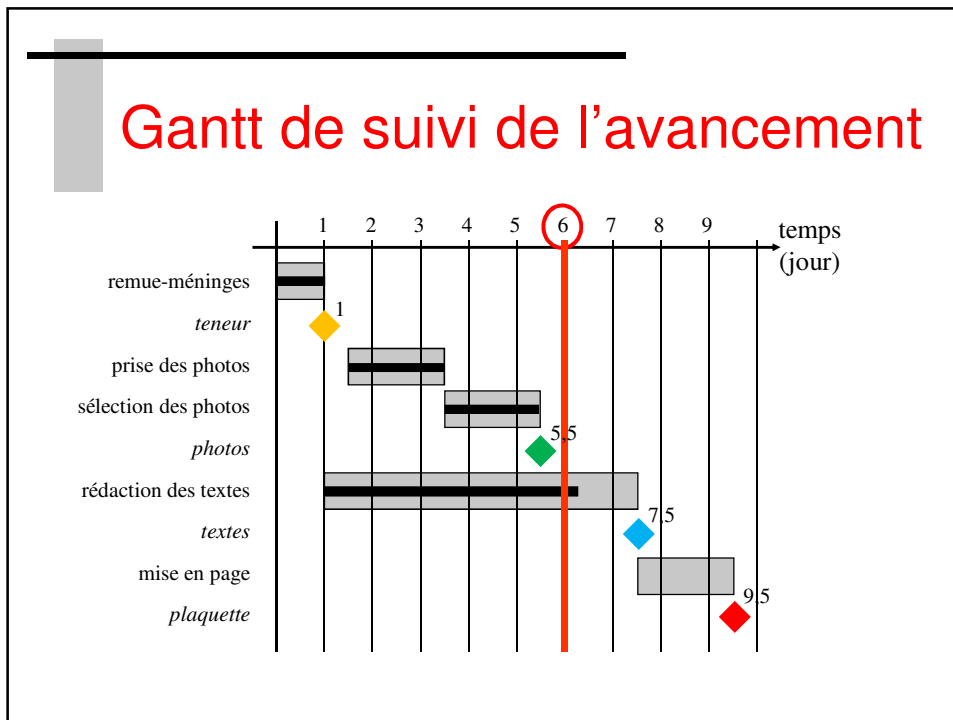 Gantt de suivi de l’avancement
1 2 3 4 5 6 7 8 9 temps
(jour)
remue-méninges
1
teneur
prise des photos
sélection des photos
5,5
photos
rédaction des textes
7,5
textes
mise en page
9,5
plaquette